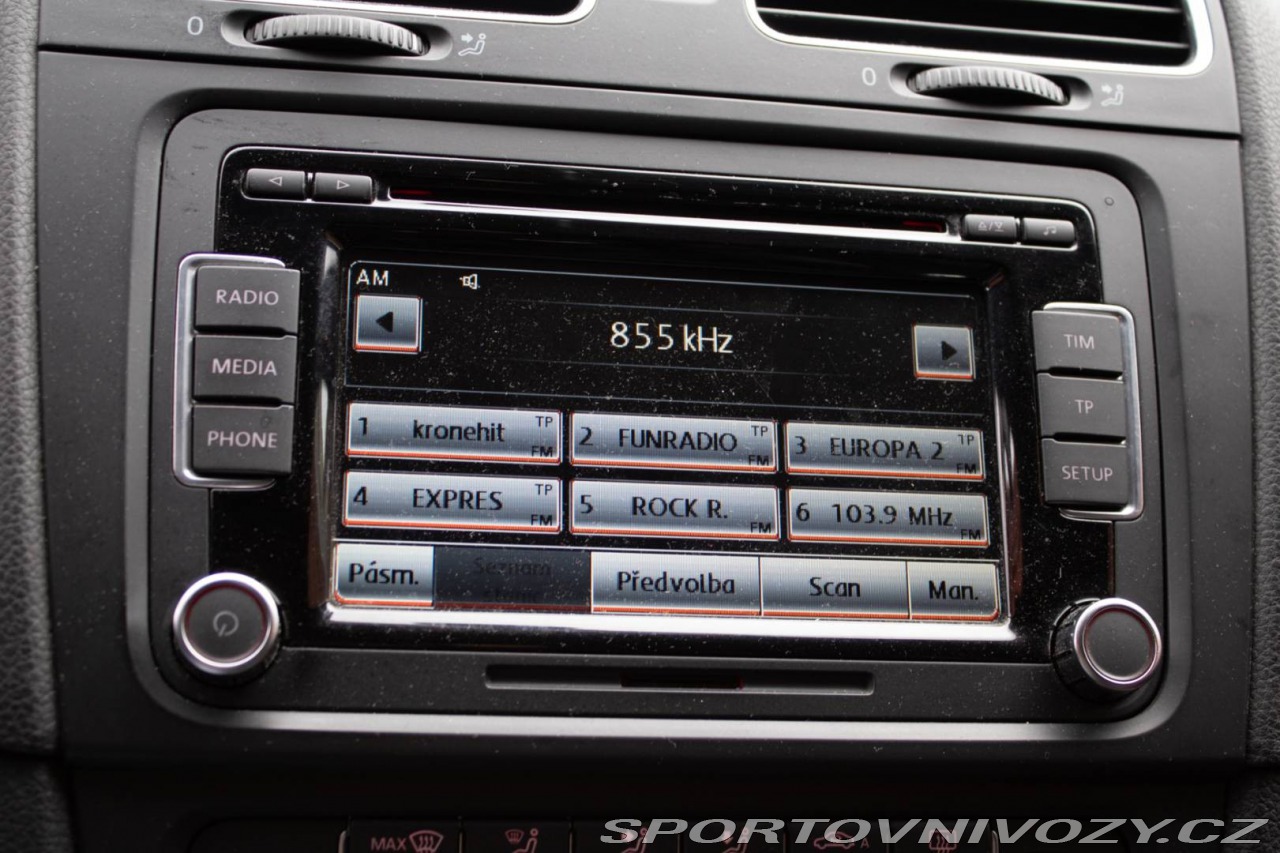 0
0
AM
RADIO
855 kHz
TIM
MEDIA
TP
PHONE
SETUP
1 kronehit TP FM
2 FUNRADIO TP FM
3 EUROPA 2 TP FM
4 EXPRES TP FM
5 ROCK R. FM
6 103.9 MHz FM
Pásm. Seznam Předvolba Scan Man.
MAX
A
SPORTOVNIVOZY.CZ